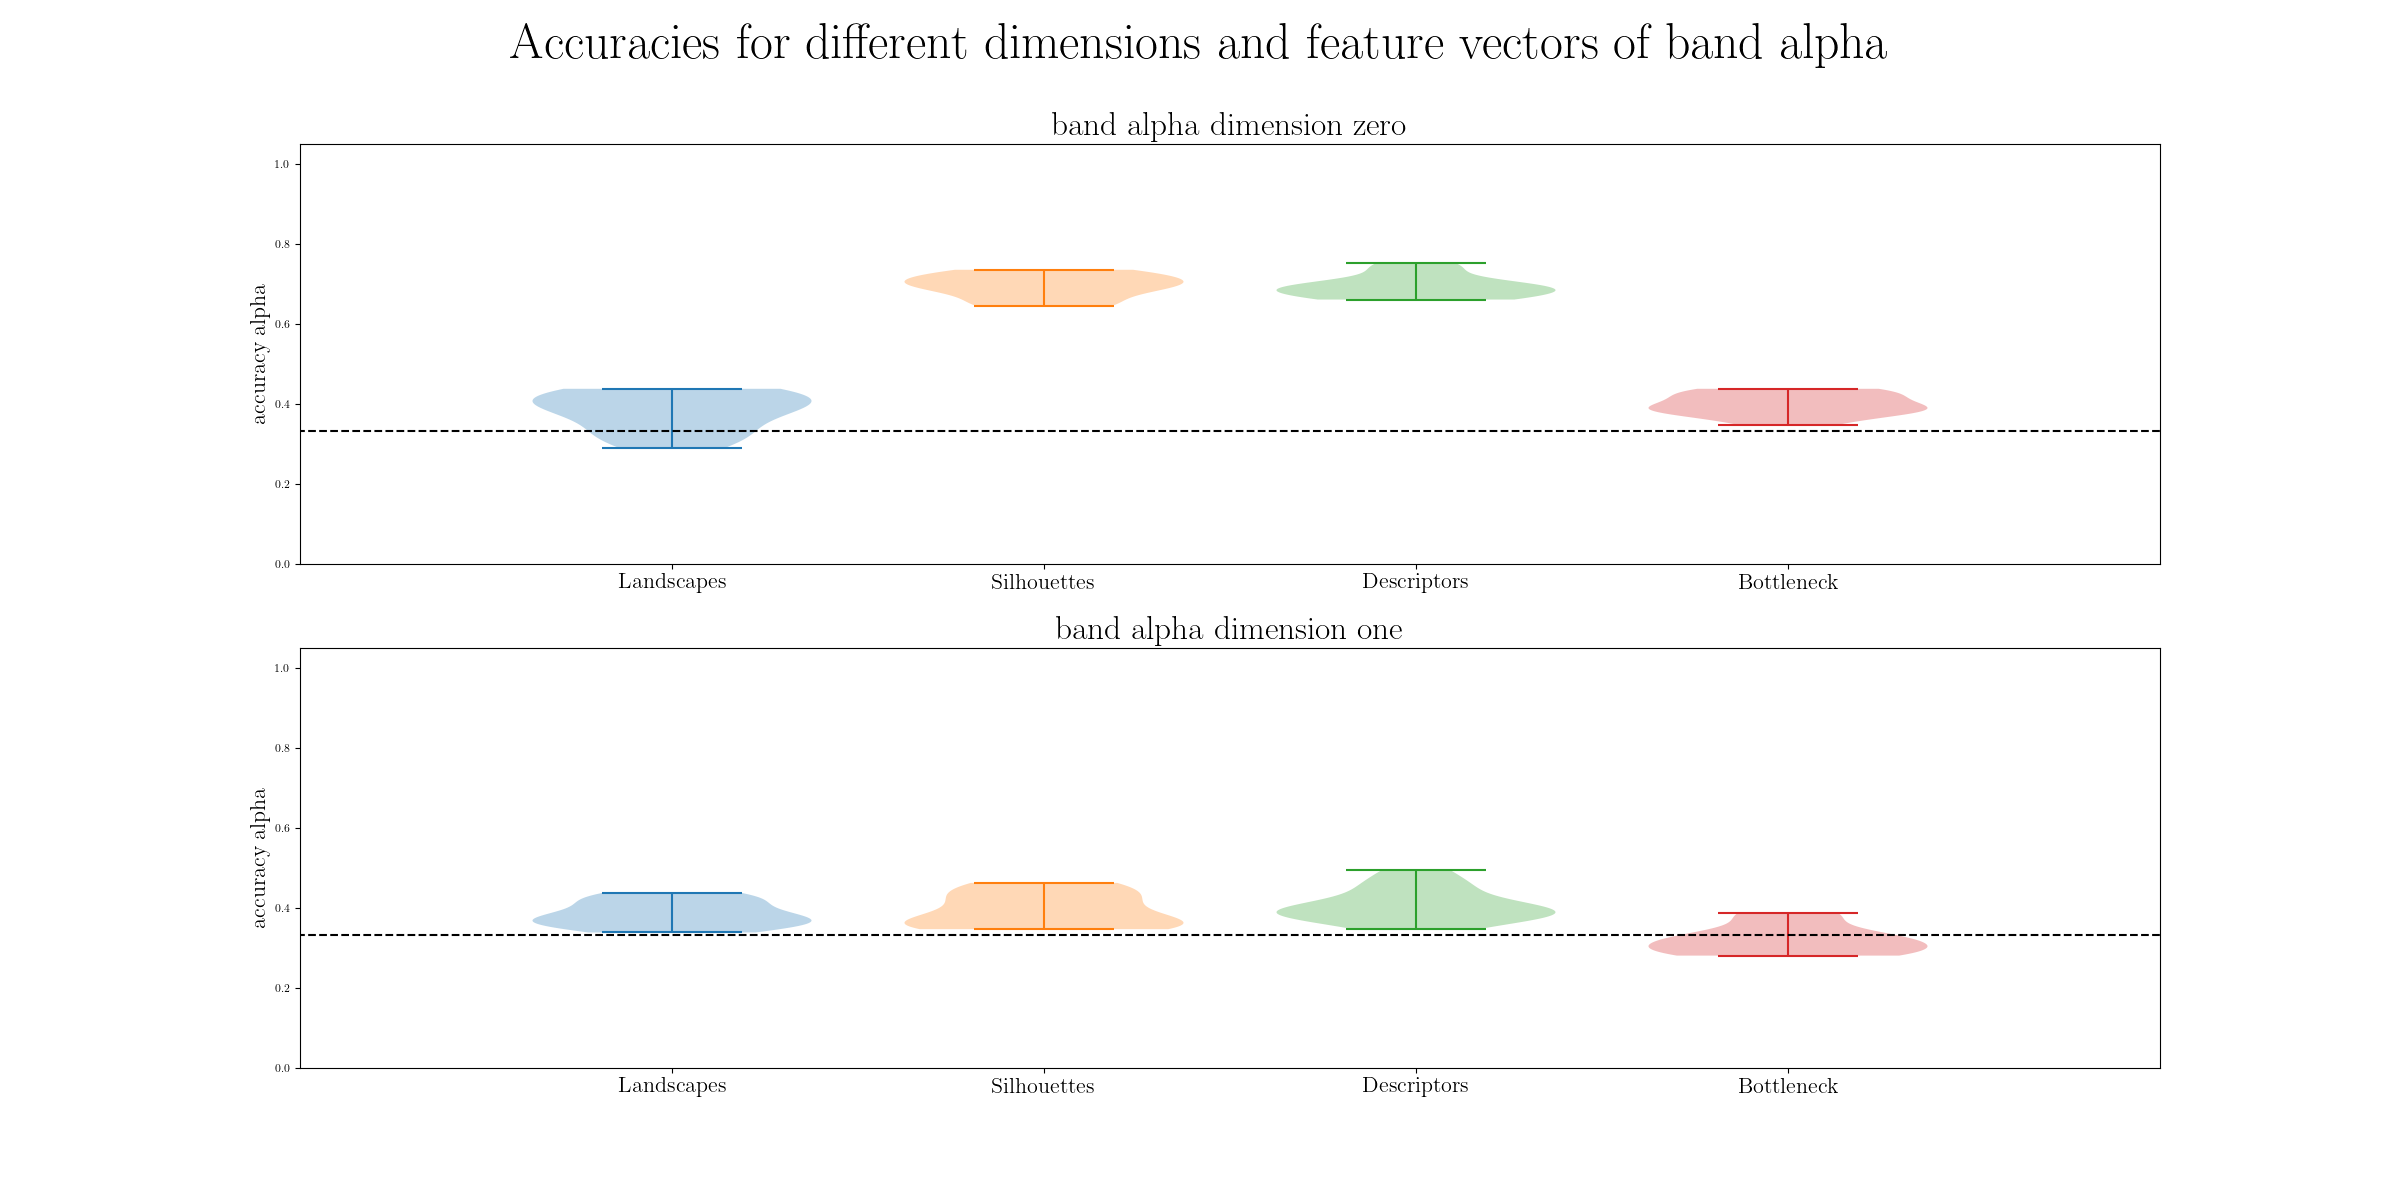 Accuracies for different dimensions and feature vectors of band alpha
band alpha dimension zero
accuracy alpha
1.0
0.8
0.6
0.4
0.2
0.0
Landscapes Silhouettes Descriptors Bottleneck
band alpha dimension one
accuracy alpha
1.0
0.8
0.6
0.4
0.2
0.0
Landscapes Silhouettes Descriptors Bottleneck